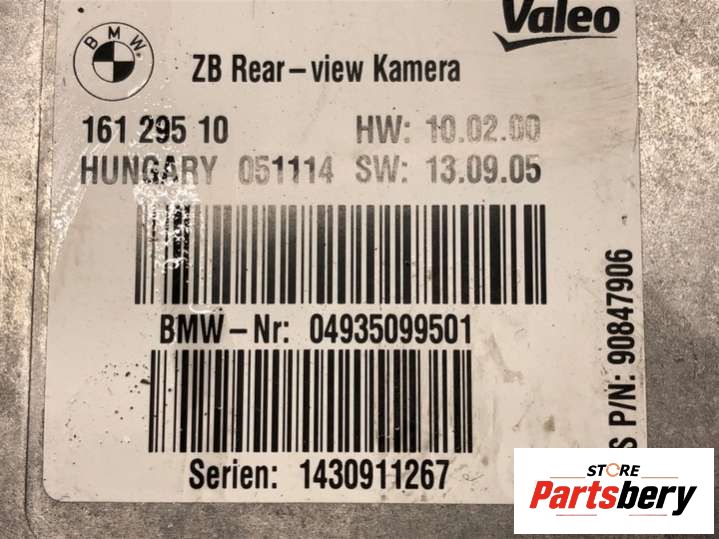 BMW
Valeo
ZB Rear-view Kamera
161 295 10 HW: 10.02.00
HUNGARY 051114 SW: 13.09.05
BMW-Nr: 04935099501
Serien: 1430911267
S P/N: 90847906
STORE
Partsbery